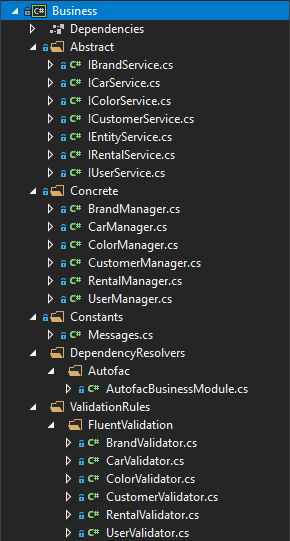 C# Business
Dependencies
Abstract
C# IBrandService.cs
C# ICarService.cs
C# IColorService.cs
C# ICustomerService.cs
C# IEntityService.cs
C# IRentalService.cs
C# IUserService.cs
Concrete
C# BrandManager.cs
C# CarManager.cs
C# ColorManager.cs
C# CustomerManager.cs
C# RentalManager.cs
C# UserManager.cs
Constants
C# Messages.cs
DependencyResolvers
Autofac
C# AutofacBusinessModule.cs
ValidationRules
FluentValidation
C# BrandValidator.cs
C# CarValidator.cs
C# ColorValidator.cs
C# CustomerValidator.cs
C# RentalValidator.cs
C# UserValidator.cs